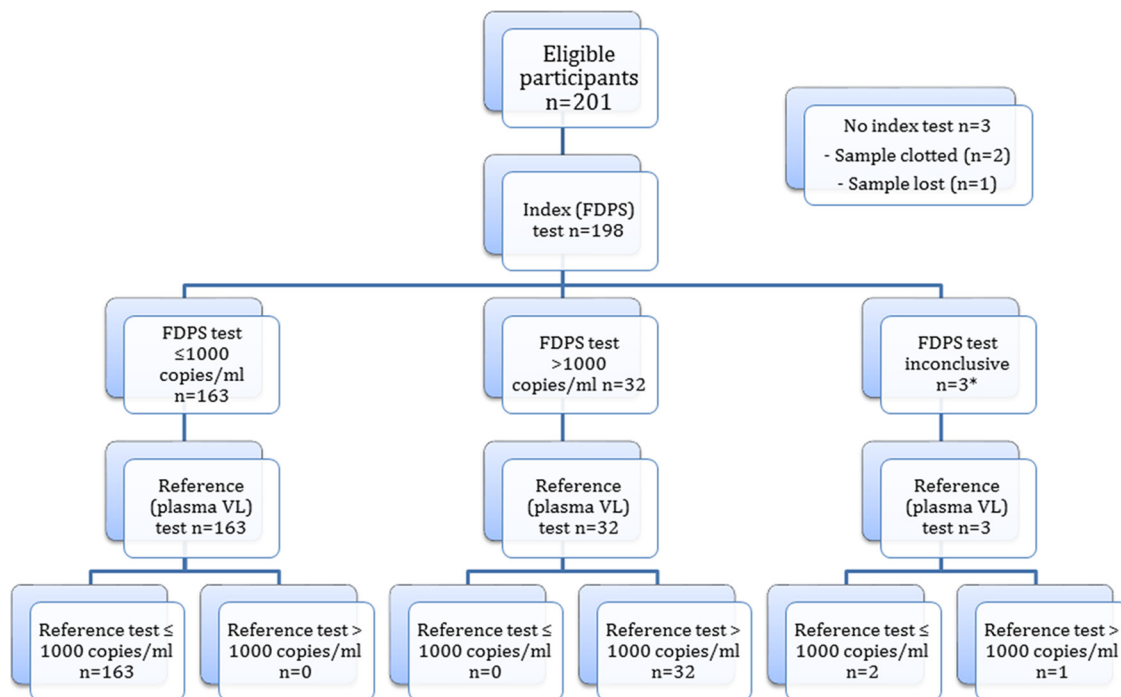 Eligible
participants
n=201
No index test n=3
- Sample clotted (n=2)
- Sample lost (n=1)
Index (FDPS)
test n=198
FDPS test
≤1000
copies/ml
n=163
FDPS test
>1000
copies/ml n=32
FDPS test
inconclusive
n=3*
Reference
(plasma VL)
test n=163
Reference
(plasma VL)
test n=32
Reference
(plasma VL)
test n=3
Reference test ≤
1000 copies/ml
n=163
Reference test >
1000 copies/ml
n=0
Reference test ≤
1000 copies/ml
n=0
Reference test >
1000 copies/ml
n=32
Reference test ≤
1000 copies/ml
n=2
Reference test >
1000 copies/ml
n=1